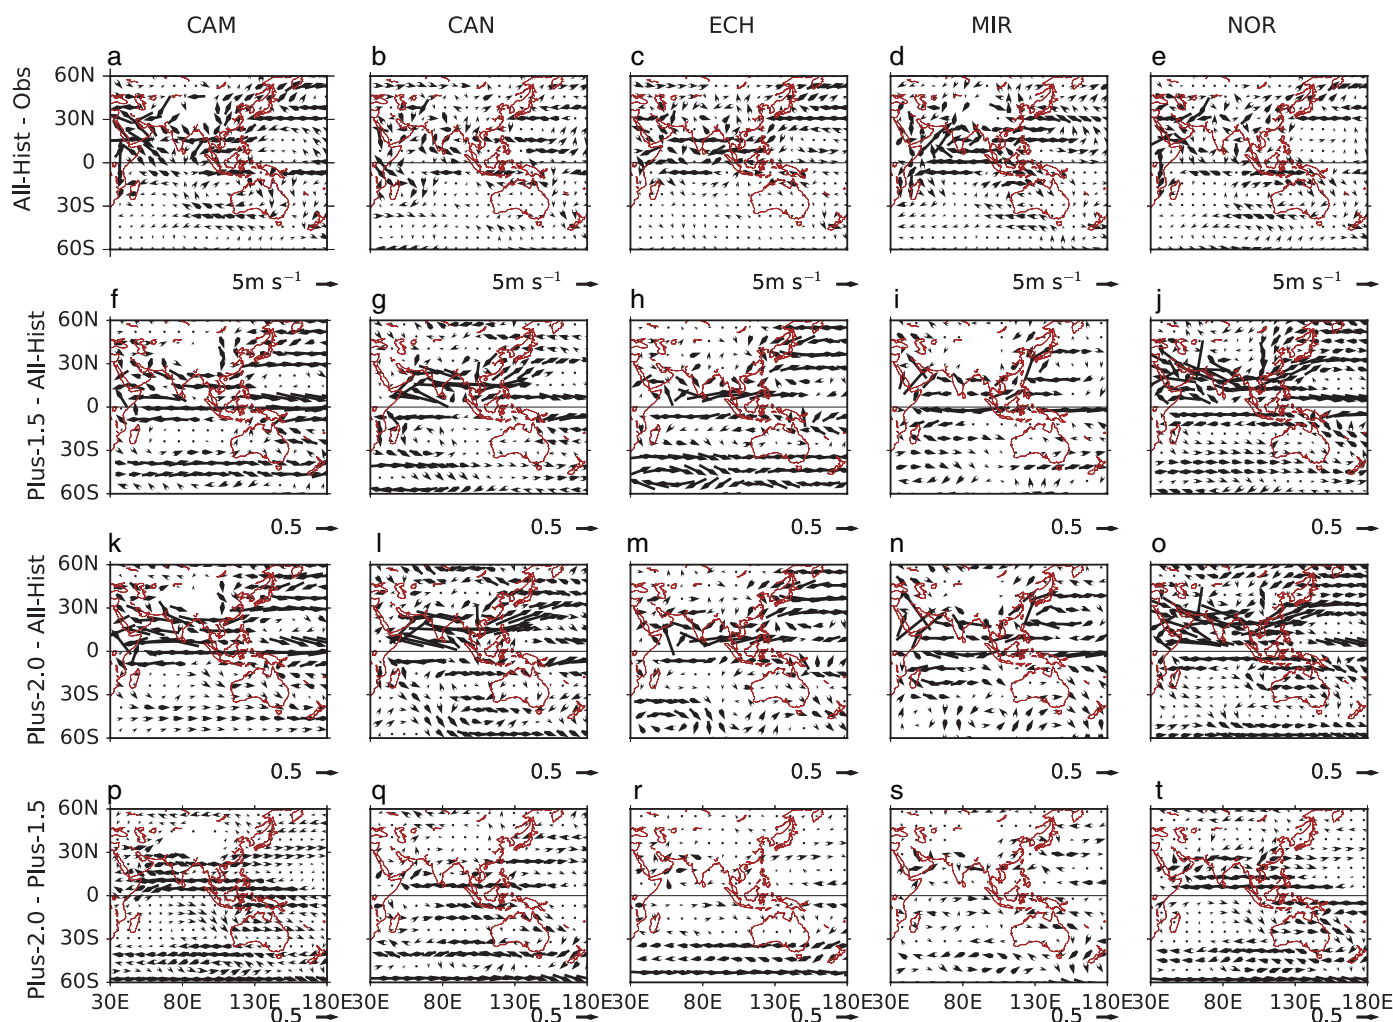 CAM CAN ECH MIR NOR
a b c d e
All-Hist - Obs
60N
30N
0
30S
60S
5m s⁻¹ 5m s⁻¹ 5m s⁻¹ 5m s⁻¹ 5m s⁻¹
f g h i j
Plus-1.5 - All-Hist
60N
30N
0
30S
60S
0.5 0.5 0.5 0.5 0.5
k l m n o
Plus-2.0 - All-Hist
60N
30N
0
30S
60S
0.5 0.5 0.5 0.5 0.5
p q r s t
Plus-2.0 - Plus-1.5
60N
30N
0
30S
60S
30E 80E 130E 180E 30E 80E 130E 180E 30E 80E 130E 180E 30E 80E 130E 180E 30E 80E 130E 180E
0.5 0.5 0.5 0.5 0.5